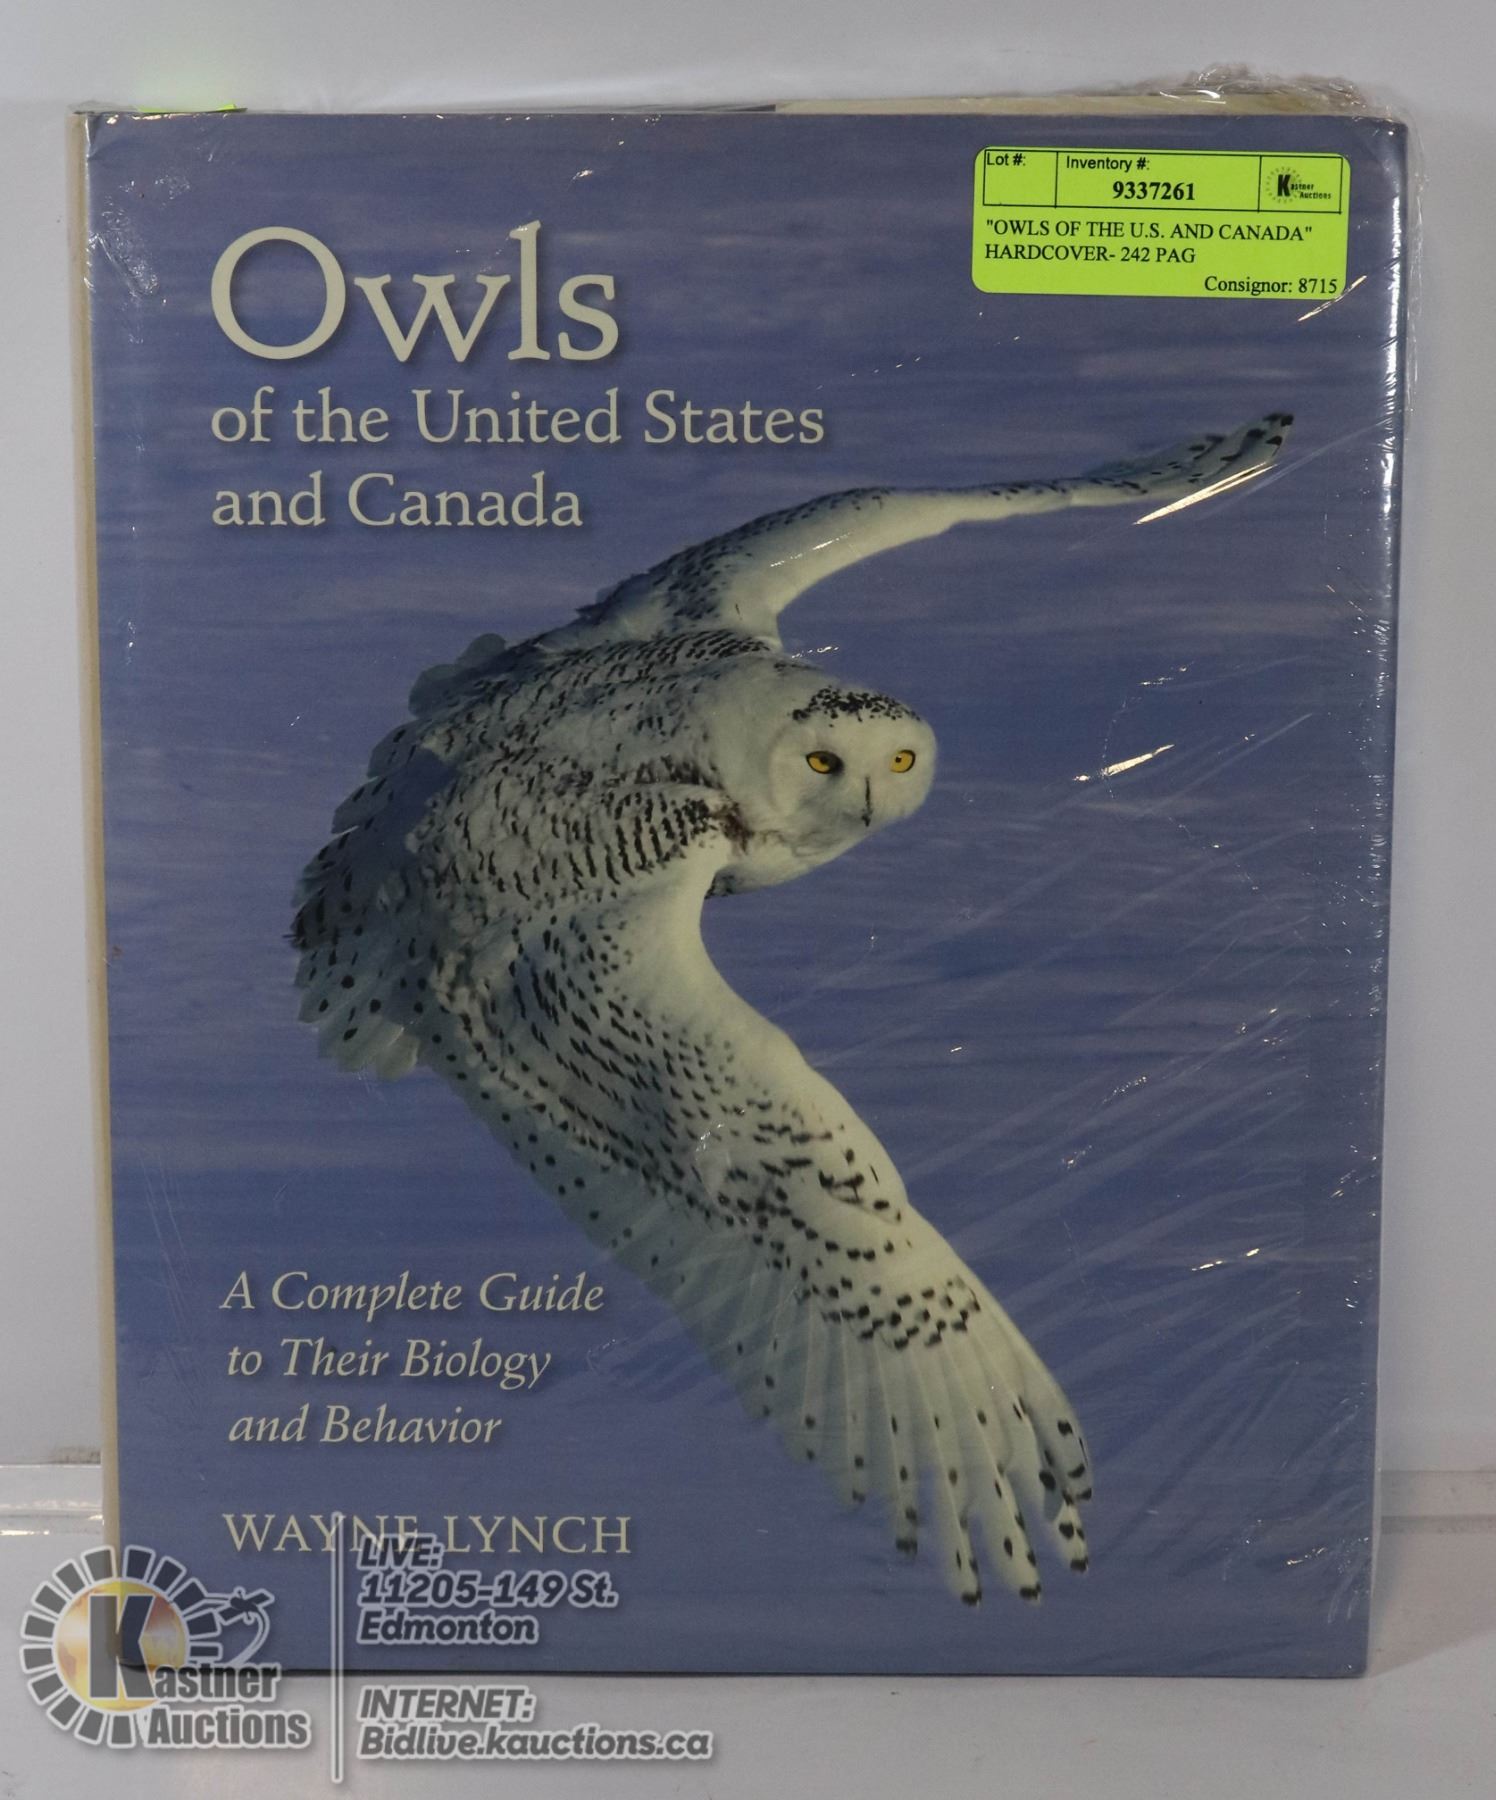 Lot #:
Inventory #:
9337261
Kastner
Auctions
"OWLS OF THE U.S. AND CANADA"
HARDCOVER- 242 PAG
Consignor: 8715
Owls
of the United States
and Canada
A Complete Guide
to Their Biology
and Behavior
WAYNE LYNCH
LIVE:
11205-149 St.
Edmonton
Kastner
Auctions
INTERNET:
Bidlive.kauctions.ca